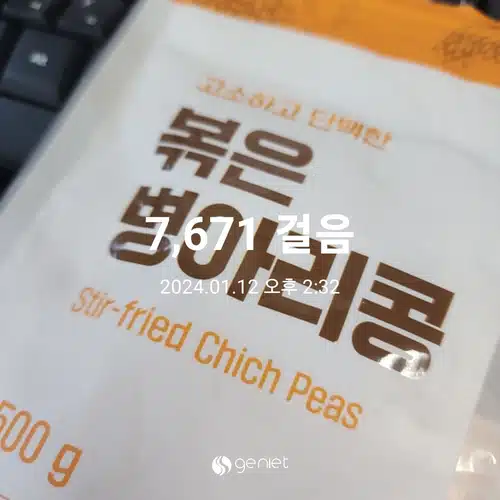 고소하고 담백한
볶은
병아리콩
7,671 걸음
2024.01.12 오후 2:32
Stir-fried Chich Peas
500 g
geniet